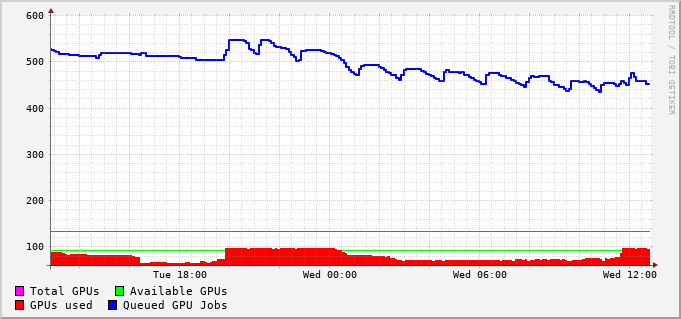 600
500
400
300
200
100
Tue 18:00 Wed 00:00 Wed 06:00 Wed 12:00
Total GPUs Available GPUs
GPUs used Queued GPU Jobs
RRDTOOL / TOBI OETIKER